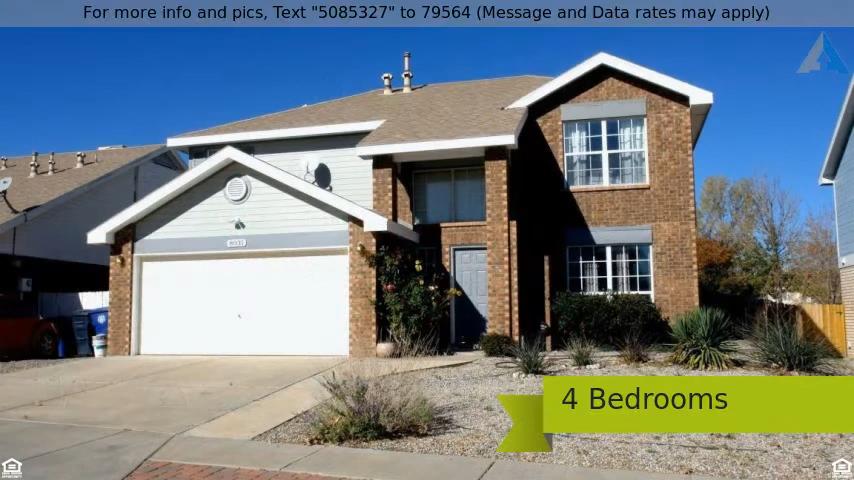 For more info and pics, Text "5085327" to 79564 (Message and Data rates may apply)
4 Bedrooms